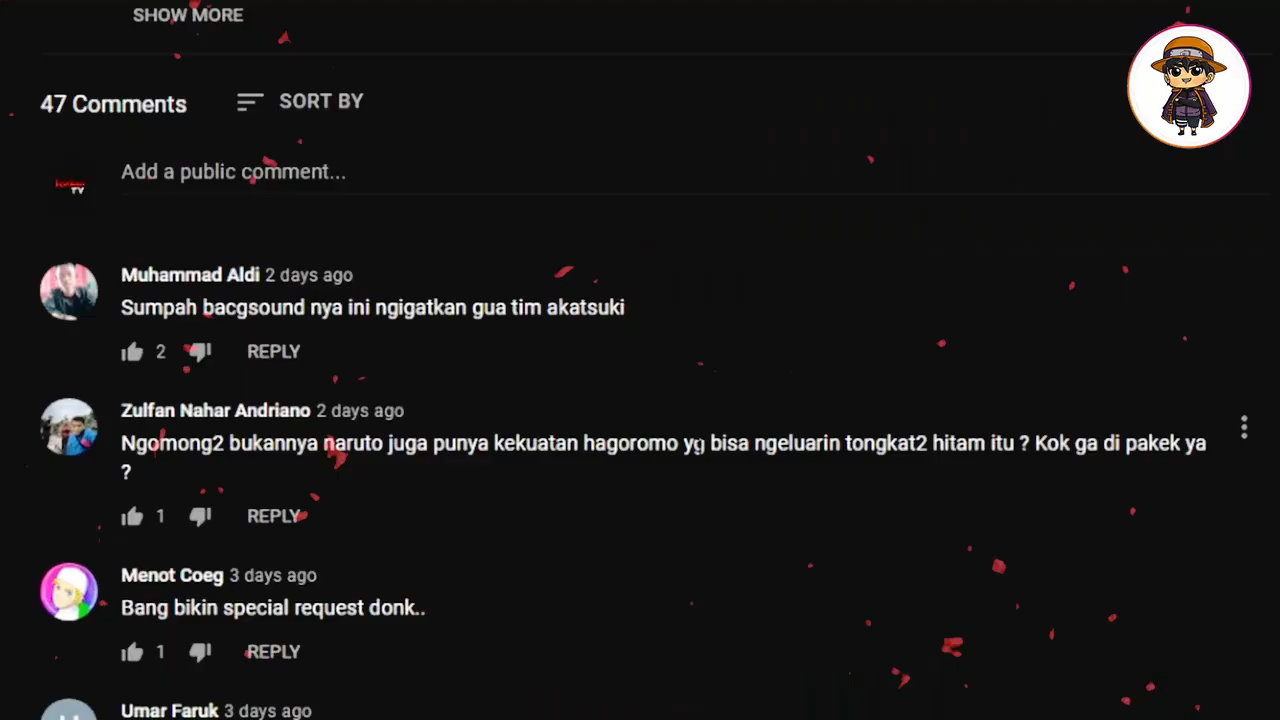 SHOW MORE
47 Comments
SORT BY
TV
Add a public comment...
Muhammad Aldi 2 days ago
Sumpah bacgsound nya ini ngigatkan gua tim akatsuki
2 REPLY
Zulfan Nahar Andriano 2 days ago
Ngomong2 bukannya naruto juga punya kekuatan hagoromo yg bisa ngeluarin tongkat2 hitam itu ? Kok ga di pakek ya
?
1 REPLY
Menot Coeg 3 days ago
Bang bikin special request donk..
1 REPLY
Umar Faruk 3 days ago